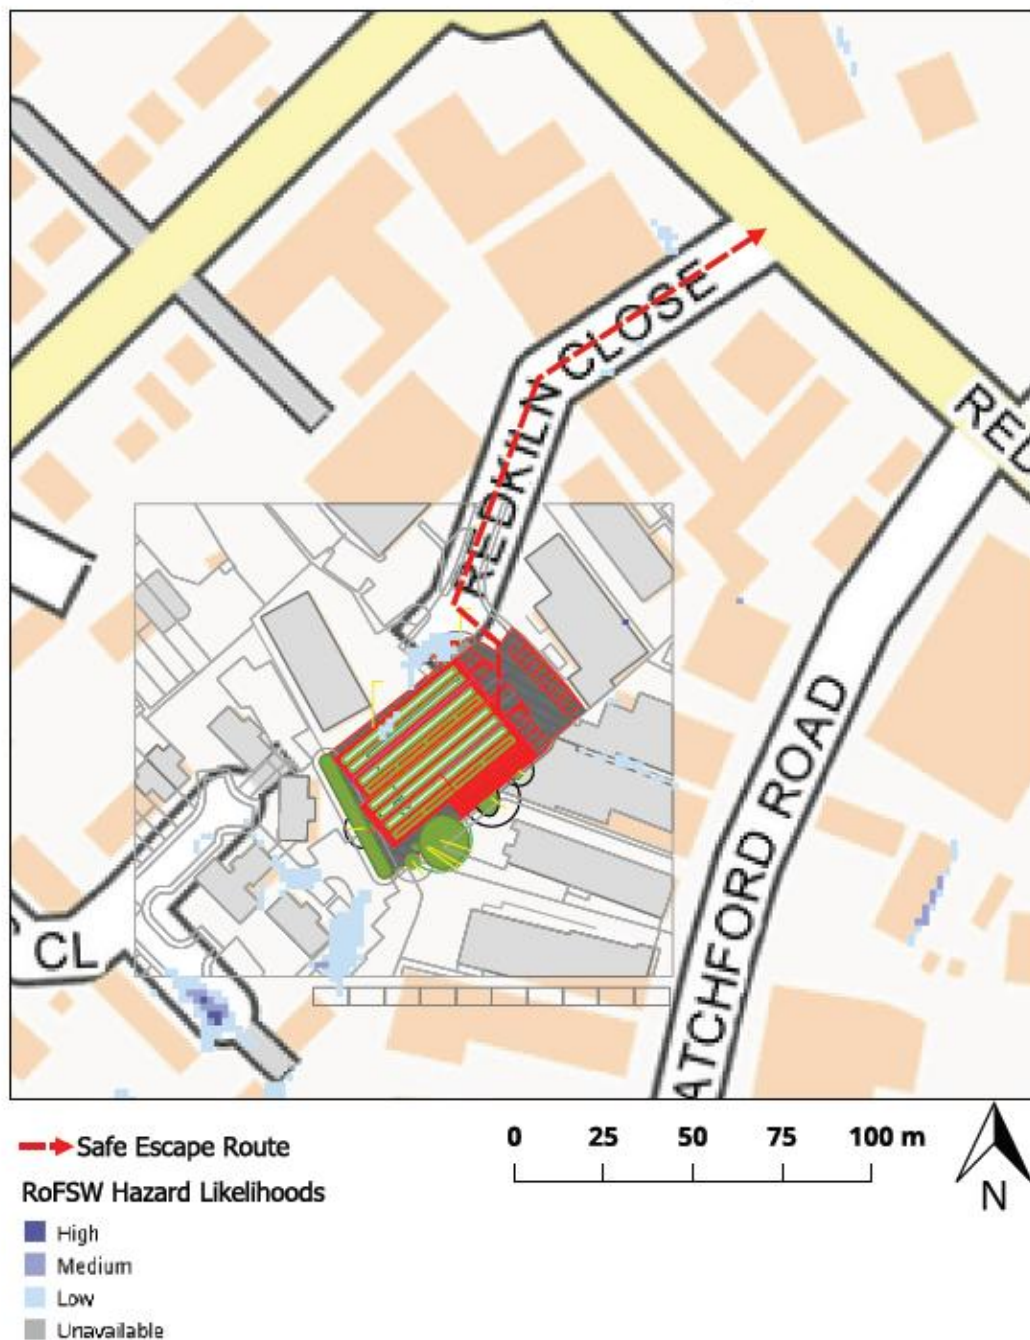 REDKILN CLOSE
RED
ATCHFORD ROAD
CL
Safe Escape Route
RoFSW Hazard Likelihoods
High
Medium
Low
Unavailable
0 25 50 75 100 m
N